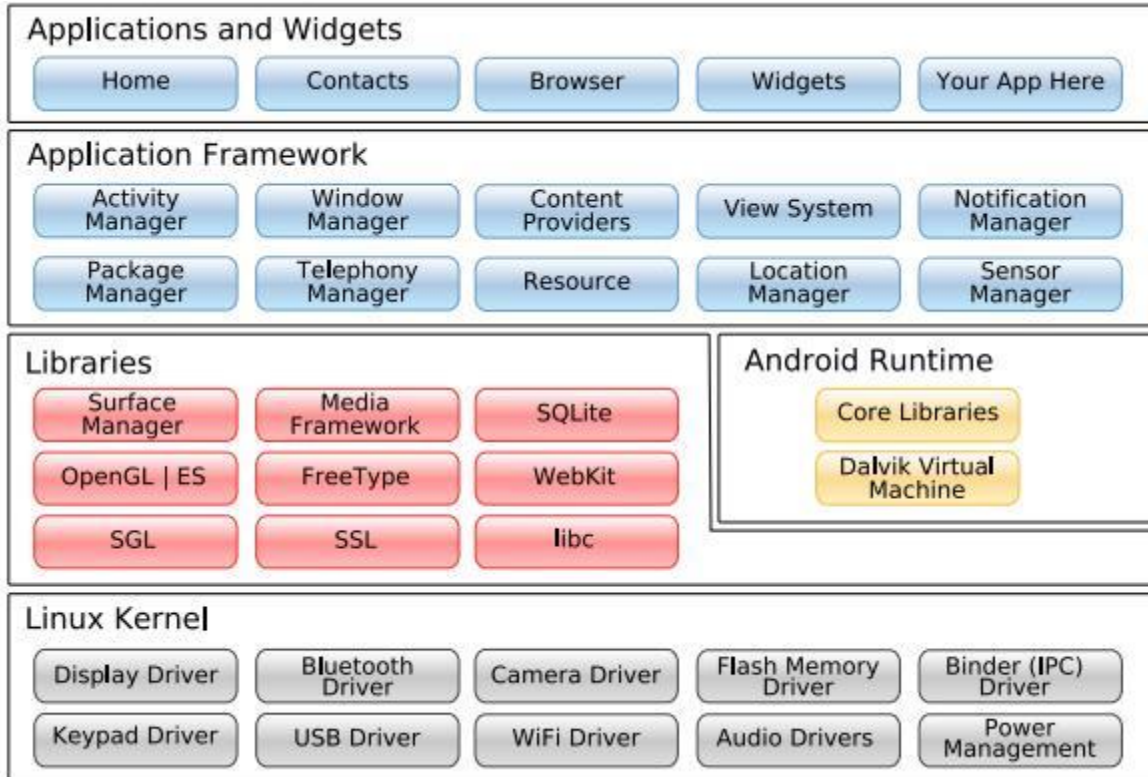 Applications and Widgets
Home
Contacts
Browser
Widgets
Your App Here
Application Framework
Activity
Manager
Window
Manager
Content
Providers
View System
Notification
Manager
Package
Manager
Telephony
Manager
Resource
Location
Manager
Sensor
Manager
Libraries
Surface
Manager
Media
Framework
SQLite
OpenGL | ES
FreeType
WebKit
SGL
SSL
libc
Android Runtime
Core Libraries
Dalvik Virtual
Machine
Linux Kernel
Display Driver
Bluetooth
Driver
Camera Driver
Flash Memory
Driver
Binder (IPC)
Driver
Keypad Driver
USB Driver
WiFi Driver
Audio Drivers
Power
Management